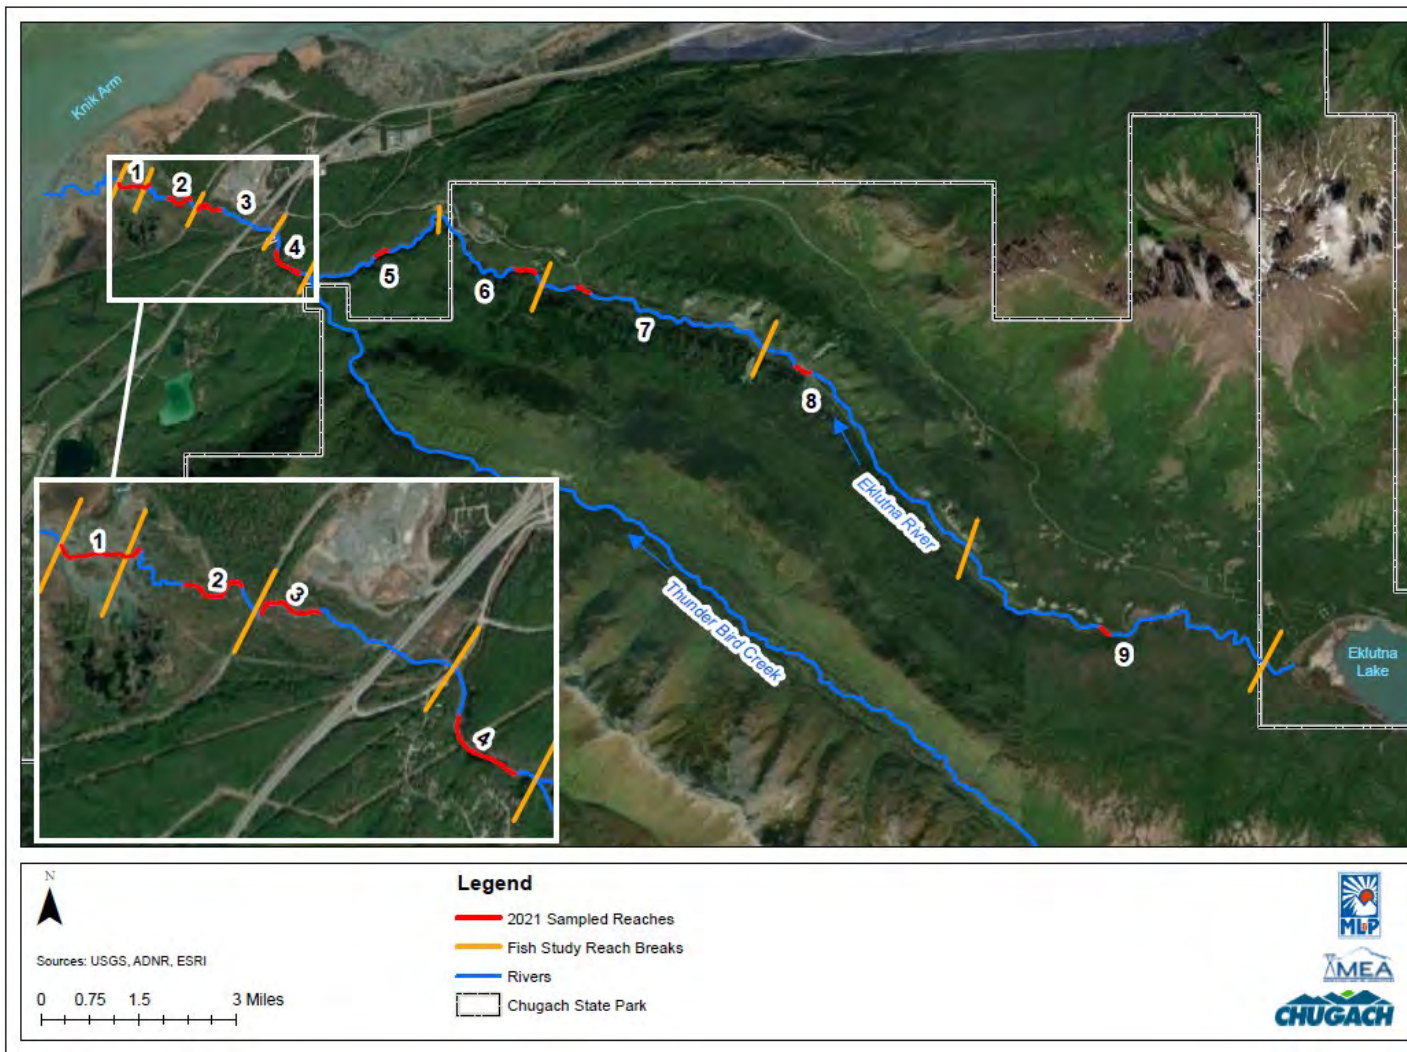 Knik Arm
1
2
3
4
5
6
7
8
9
Eklutna River
Thunder Bird Creek
Eklutna
Lake
1
2
3
4
N
Sources: USGS, ADNR, ESRI
0 0.75 1.5 3 Miles
Legend
2021 Sampled Reaches
Fish Study Reach Breaks
Rivers
Chugach State Park
ML&P
MEA
CHUGACH